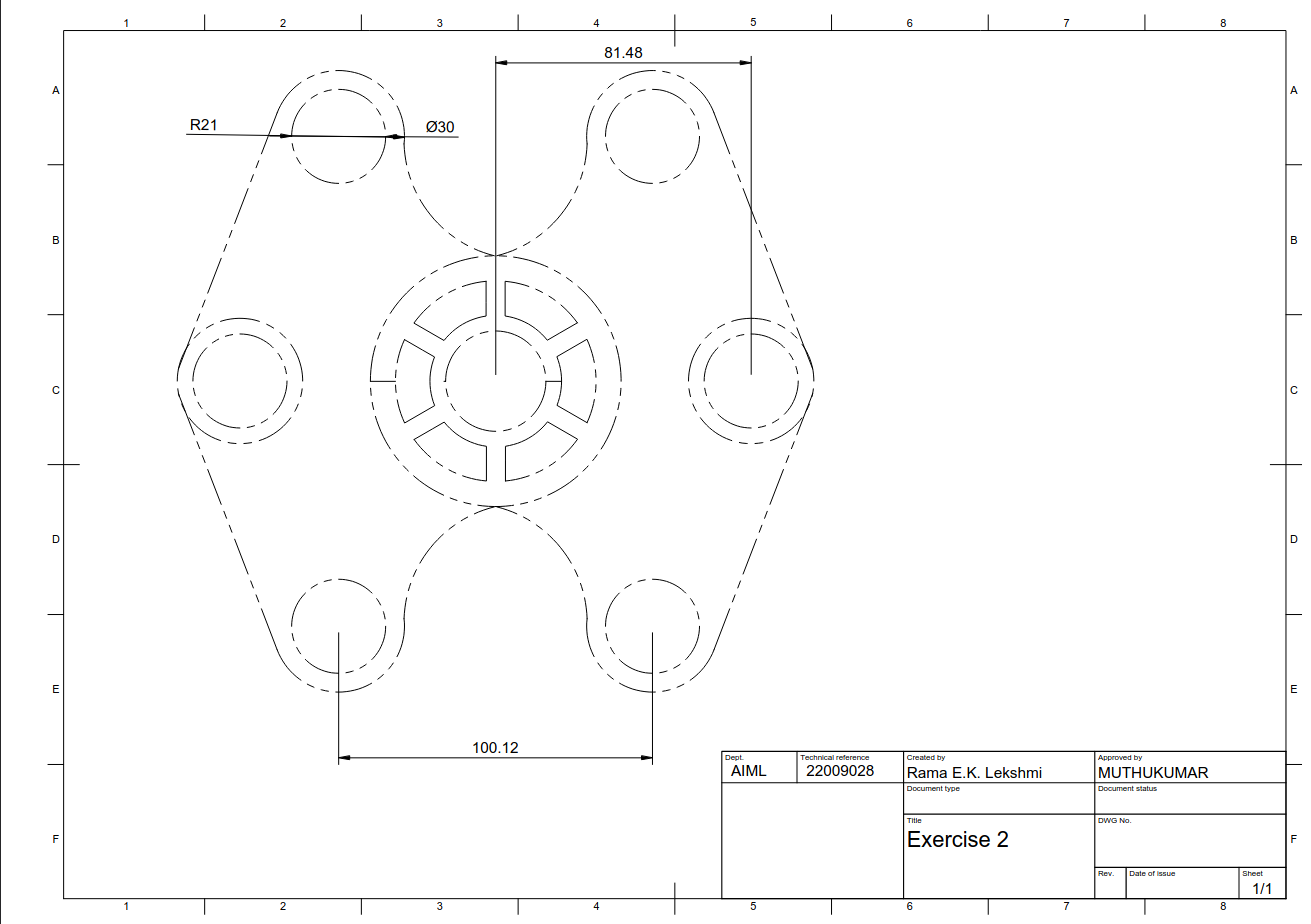 1 2 3 4 5 6 7 8
81.48
A A
R21 Ø30
B B
C C
D D
E E
100.12
Dept. Technical reference Created by Approved by
AIML 22009028 Rama E.K. Lekshmi MUTHUKUMAR
Document type Document status
Title DWG No.
Exercise 2
F F
Rev. Date of issue Sheet
1/1
1 2 3 4 5 6 7 8